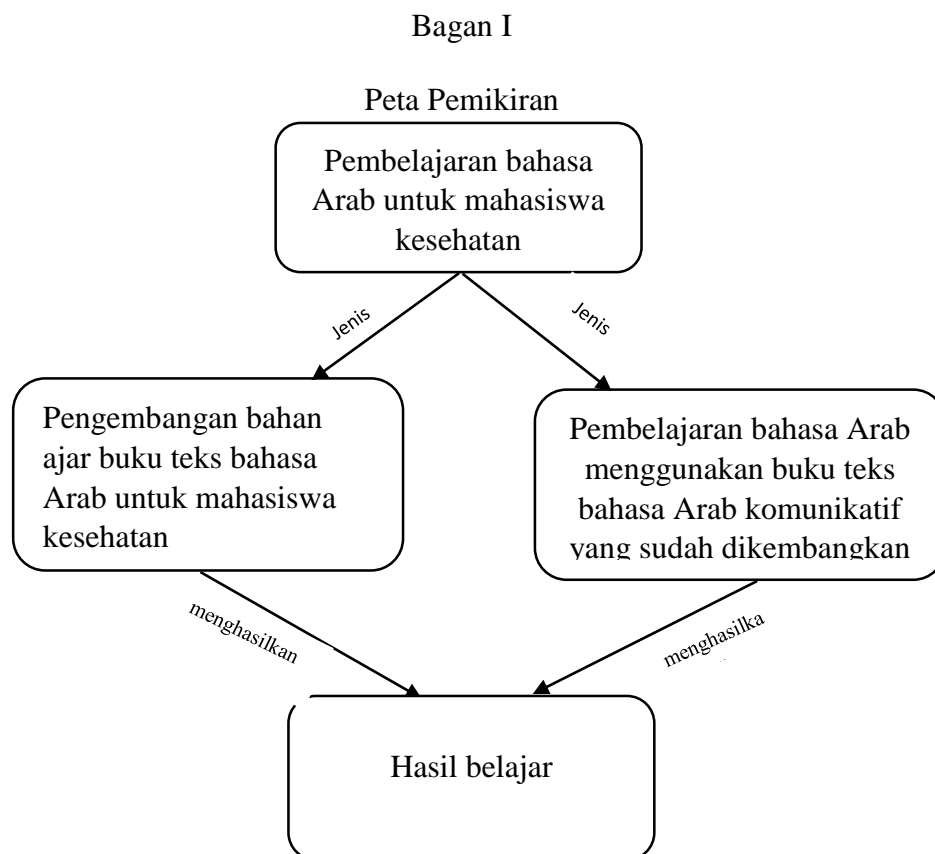 Bagan I
Peta Pemikiran
Pembelajaran bahasa
Arab untuk mahasiswa
kesehatan
Jenis
Jenis
Pengembangan bahan
ajar buku teks bahasa
Arab untuk mahasiswa
kesehatan
Pembelajaran bahasa Arab
menggunakan buku teks
bahasa Arab komunikatif
yang sudah dikembangkan
menghasilkan
menghasilka
Hasil belajar